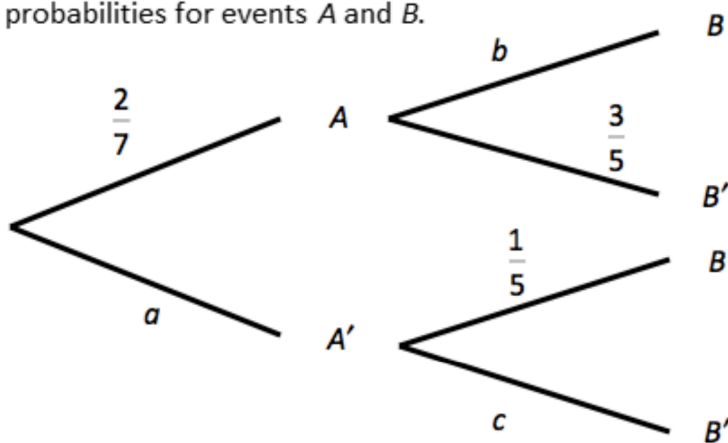 probabilities for events A and B.
B
b
2
7
A
3
5
B′
1
5
B
a
A′
c
B′